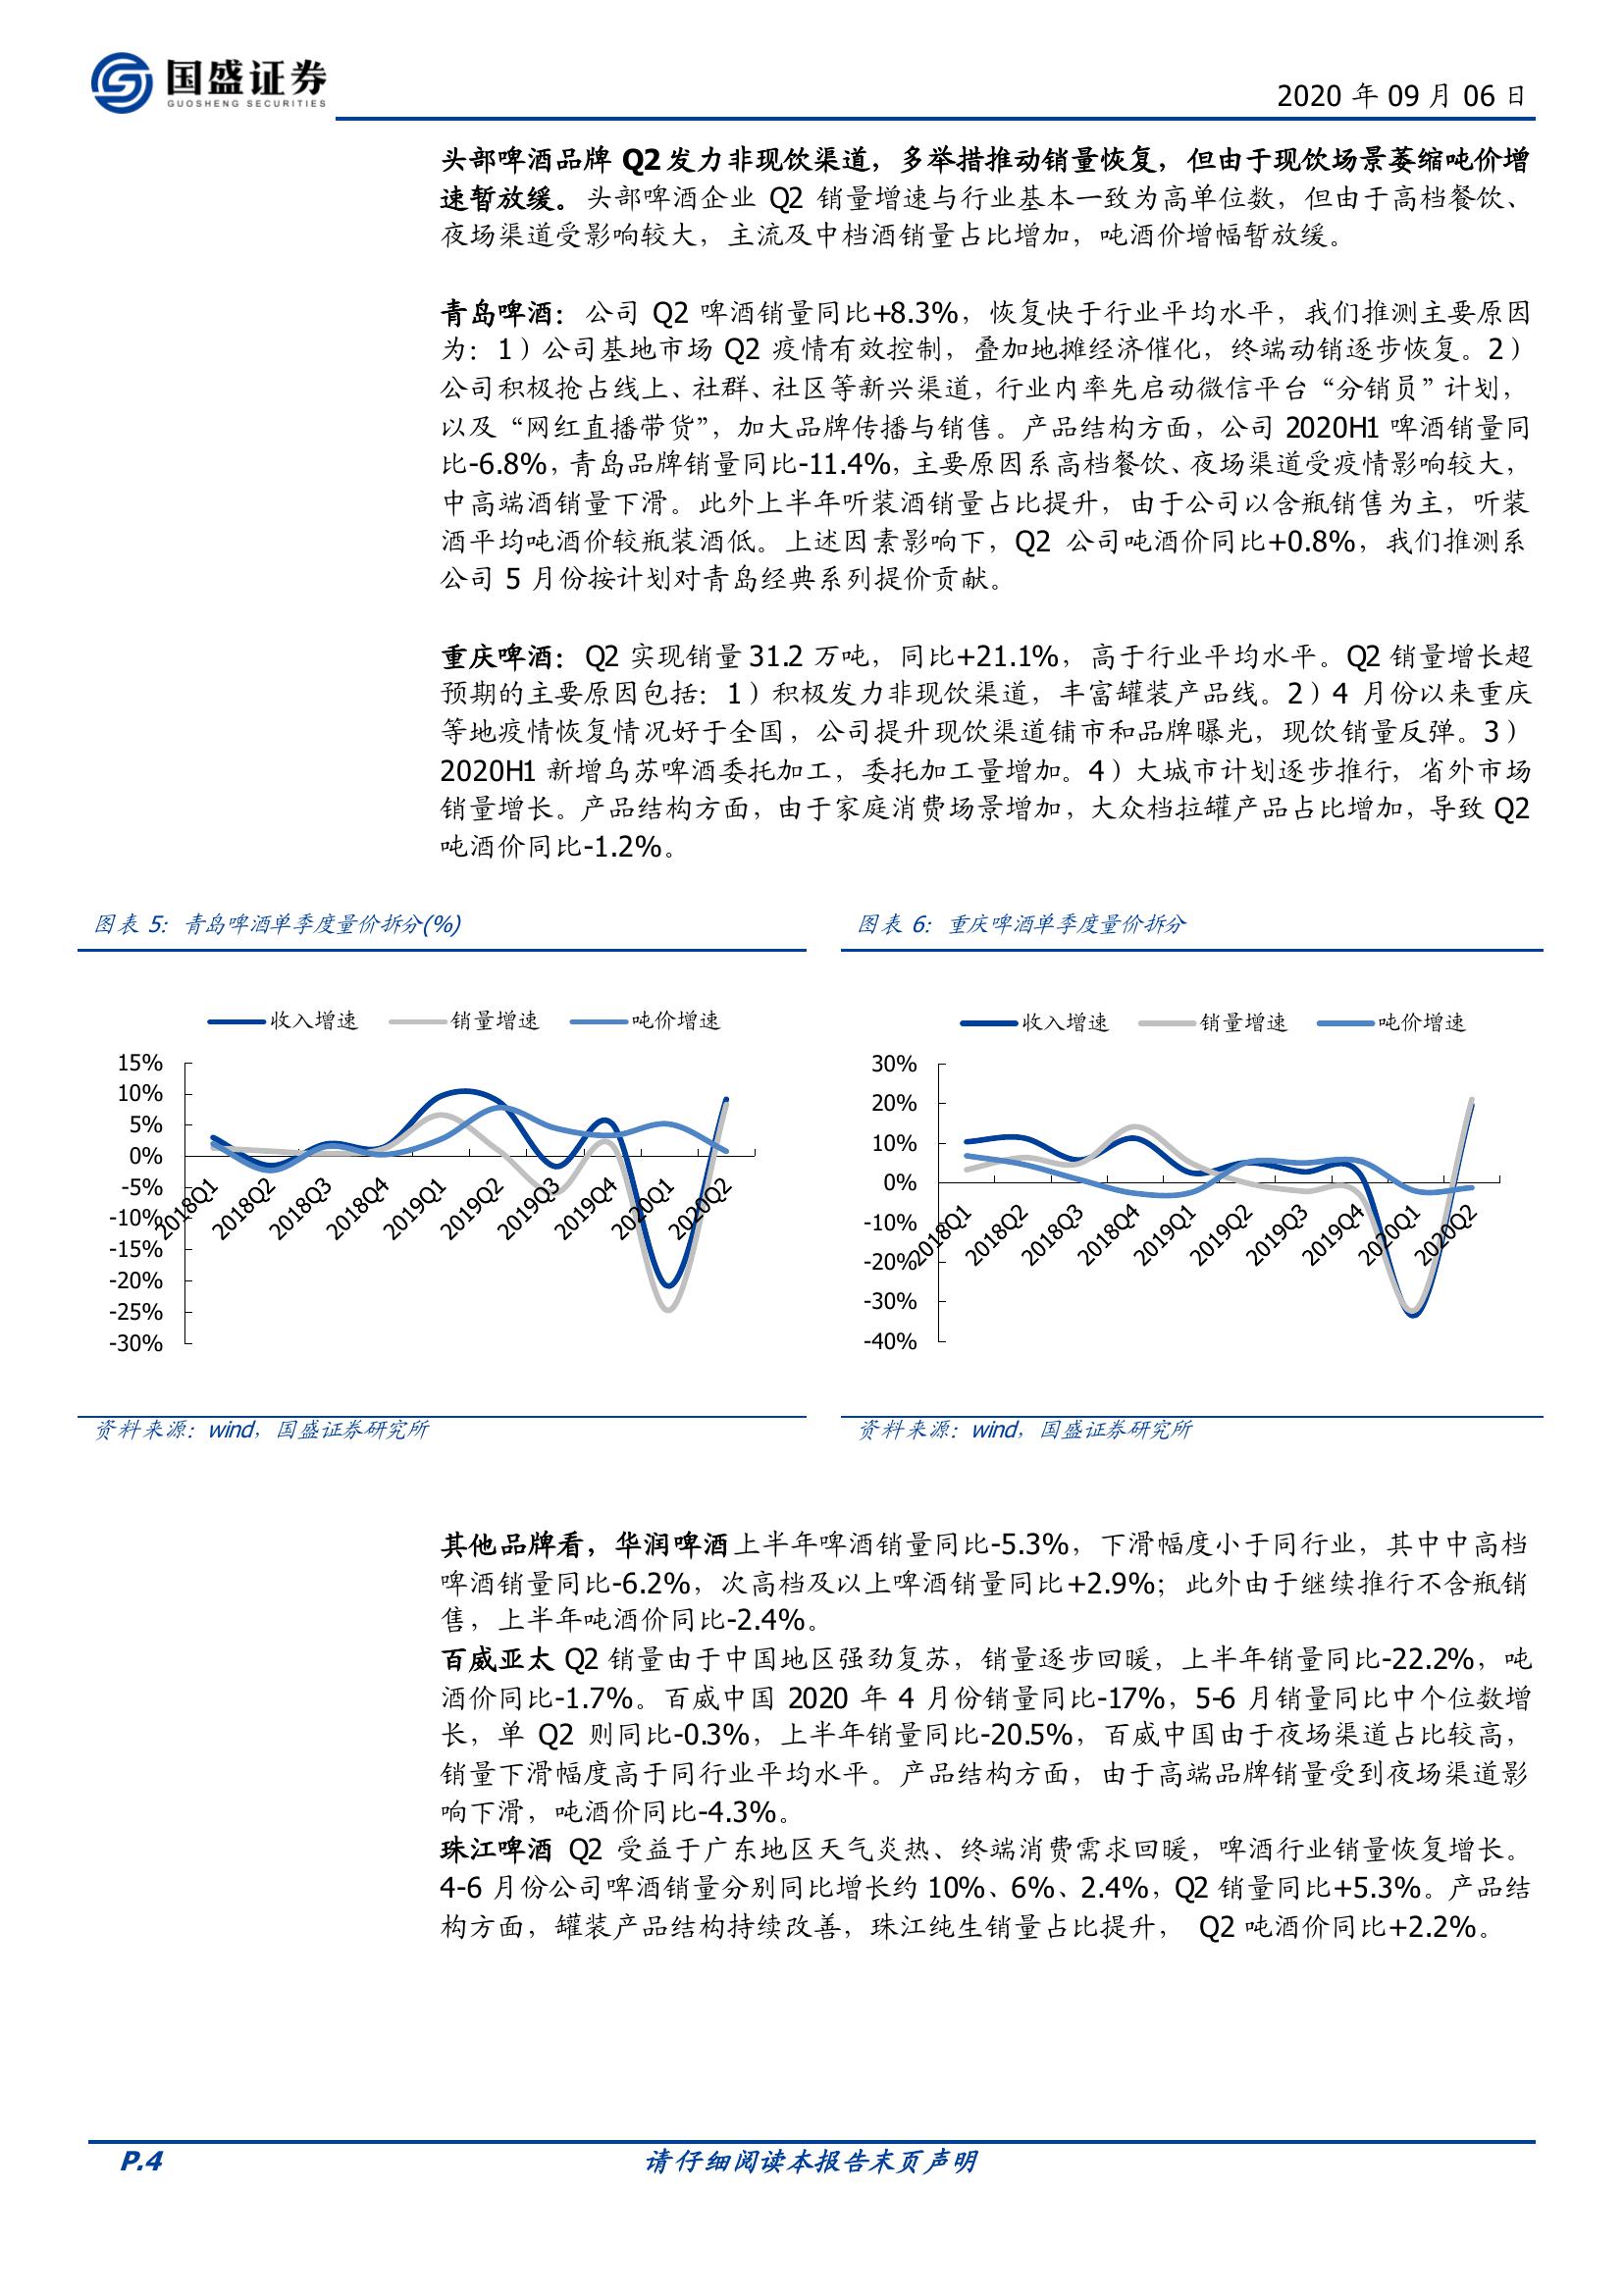 国盛证券
GUOSHENG SECURITIES
2020 年 09 月 06 日
头部啤酒品牌 Q2 发力非现饮渠道，多举措推动销量恢复，但由于现饮场景萎缩吨价增
速暂放缓。头部啤酒企业 Q2 销量增速与行业基本一致为高单位数，但由于高档餐饮、
夜场渠道受影响较大，主流及中档酒销量占比增加，吨酒价增幅暂放缓。
青岛啤酒：公司 Q2 啤酒销量同比+8.3%，恢复快于行业平均水平，我们推测主要原因
为：1）公司基地市场 Q2 疫情有效控制，叠加地摊经济催化，终端动销逐步恢复。2）
公司积极抢占线上、社群、社区等新兴渠道，行业内率先启动微信平台“分销员”计划，
以及“网红直播带货”，加大品牌传播与销售。产品结构方面，公司 2020H1 啤酒销量同
比-6.8%，青岛品牌销量同比-11.4%，主要原因系高档餐饮、夜场渠道受疫情影响较大，
中高端酒销量下滑。此外上半年听装酒销量占比提升，由于公司以含瓶销售为主，听装
酒平均吨酒价较瓶装酒低。上述因素影响下，Q2 公司吨酒价同比+0.8%，我们推测系
公司 5 月份按计划对青岛经典系列提价贡献。
重庆啤酒：Q2 实现销量 31.2 万吨，同比+21.1%，高于行业平均水平。Q2 销量增长超
预期的主要原因包括：1）积极发力非现饮渠道，丰富罐装产品线。2）4 月份以来重庆
等地疫情恢复情况好于全国，公司提升现饮渠道铺市和品牌曝光，现饮销量反弹。3）
2020H1 新增乌苏啤酒委托加工，委托加工量增加。4）大城市计划逐步推行，省外市场
销量增长。产品结构方面，由于家庭消费场景增加，大众档拉罐产品占比增加，导致 Q2
吨酒价同比-1.2%。
图表 5：青岛啤酒单季度量价拆分(%)
收入增速 销量增速 吨价增速
15%
10%
5%
0%
-5%
-10%
-15%
-20%
-25%
-30%
2018Q1 2018Q2 2018Q3 2018Q4 2019Q1 2019Q2 2019Q3 2019Q4 2020Q1 2020Q2
资料来源：wind，国盛证券研究所
图表 6：重庆啤酒单季度量价拆分
收入增速 销量增速 吨价增速
30%
20%
10%
0%
-10%
-20%
-30%
-40%
2018Q1 2018Q2 2018Q3 2018Q4 2019Q1 2019Q2 2019Q3 2019Q4 2020Q1 2020Q2
资料来源：wind，国盛证券研究所
其他品牌看，华润啤酒上半年啤酒销量同比-5.3%，下滑幅度小于同行业，其中中高档
啤酒销量同比-6.2%，次高档及以上啤酒销量同比+2.9%；此外由于继续推行不含瓶销
售，上半年吨酒价同比-2.4%。
百威亚太 Q2 销量由于中国地区强劲复苏，销量逐步回暖，上半年销量同比-22.2%，吨
酒价同比-1.7%。百威中国 2020 年 4 月份销量同比-17%，5-6 月销量同比中个位数增
长，单 Q2 则同比-0.3%，上半年销量同比-20.5%，百威中国由于夜场渠道占比较高，
销量下滑幅度高于同行业平均水平。产品结构方面，由于高端品牌销量受到夜场渠道影
响下滑，吨酒价同比-4.3%。
珠江啤酒 Q2 受益于广东地区天气炎热、终端消费需求回暖，啤酒行业销量恢复增长。
4-6 月份公司啤酒销量分别同比增长约 10%、6%、2.4%，Q2 销量同比+5.3%。产品结
构方面，罐装产品结构持续改善，珠江纯生销量占比提升， Q2 吨酒价同比+2.2%。
P.4
请仔细阅读本报告末页声明